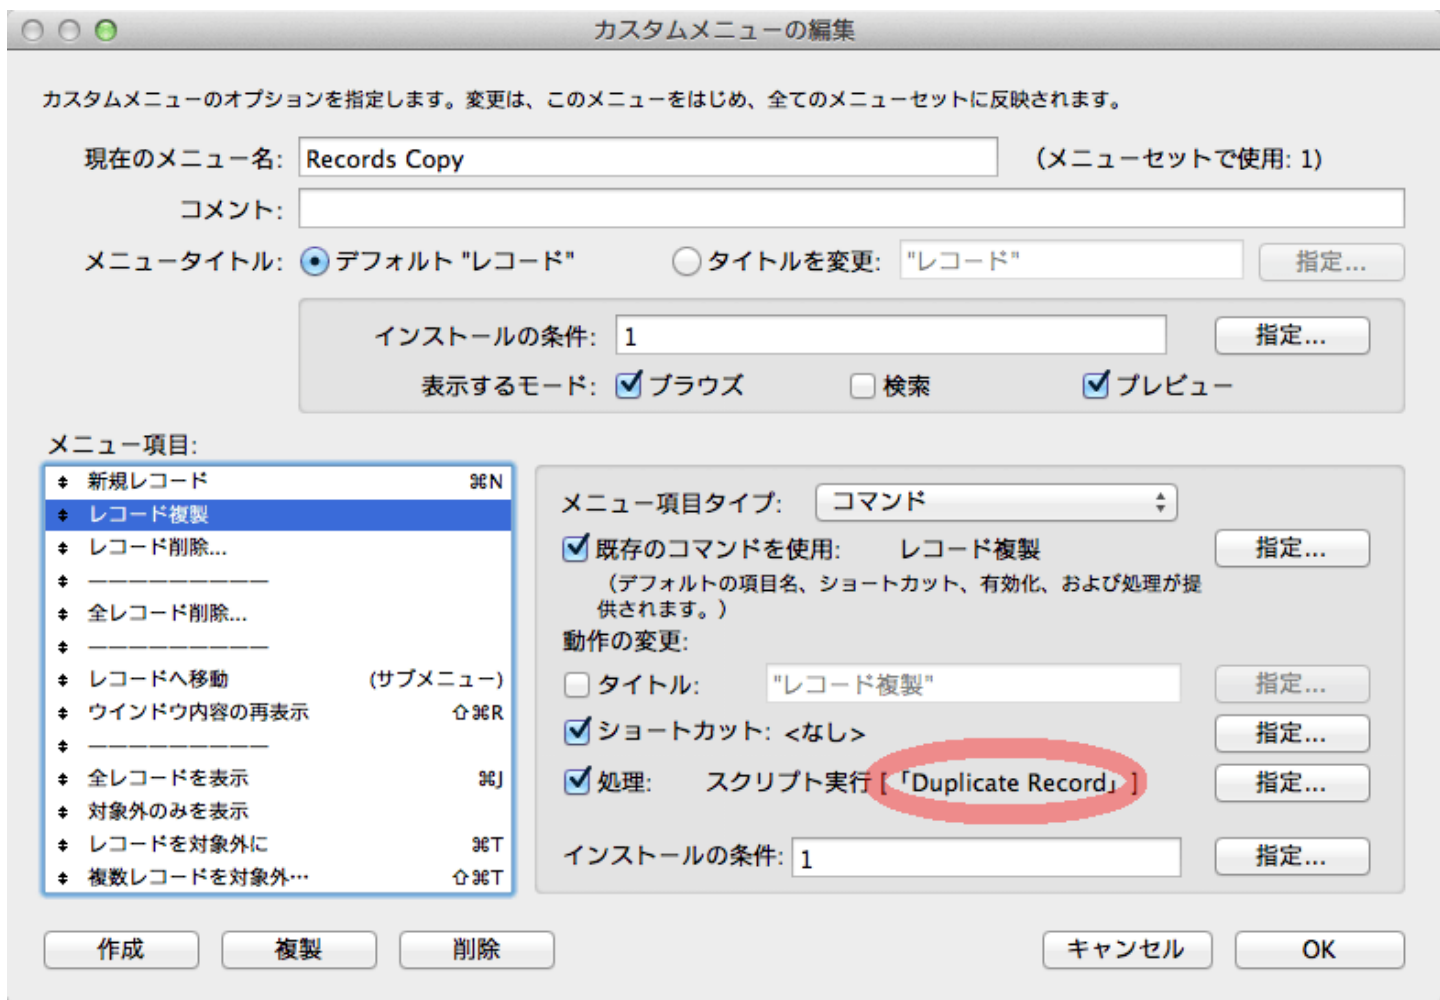 カスタムメニューの編集
カスタムメニューのオプションを指定します。変更は、このメニューをはじめ、全てのメニューセットに反映されます。
現在のメニュー名: Records Copy (メニューセットで使用: 1)
コメント:
メニュータイトル: デフォルト "レコード" タイトルを変更: "レコード" 指定...
インストールの条件: 1 指定...
表示するモード: ブラウズ 検索 プレビュー
メニュー項目:
新規レコード ⌘N
レコード複製
レコード削除...
—————————
全レコード削除...
—————————
レコードへ移動 (サブメニュー)
ウインドウ内容の再表示 ⇧⌘R
—————————
全レコードを表示 ⌘J
対象外のみを表示
レコードを対象外に ⌘T
複数レコードを対象外… ⇧⌘T
メニュー項目タイプ: コマンド
既存のコマンドを使用: レコード複製 指定...
（デフォルトの項目名、ショートカット、有効化、および処理が提
供されます。）
動作の変更:
タイトル: "レコード複製" 指定...
ショートカット: <なし> 指定...
処理: スクリプト実行 [「Duplicate Record」] 指定...
インストールの条件: 1 指定...
作成 複製 削除 キャンセル OK